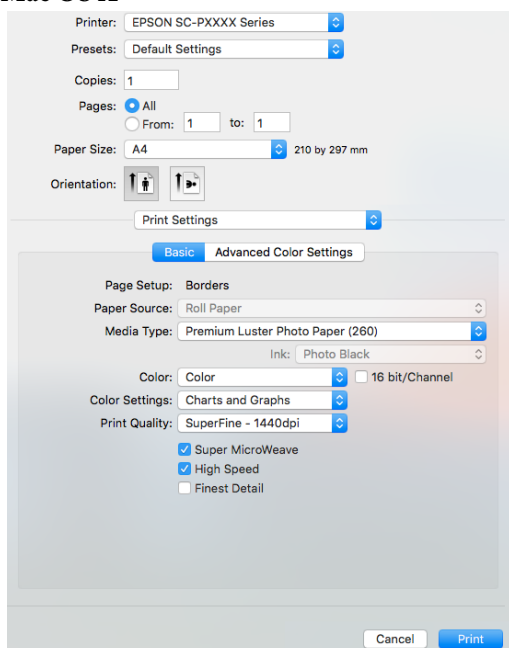 Printer: EPSON SC-PXXXX Series
Presets: Default Settings
Copies: 1
Pages: All
From: 1 to: 1
Paper Size: A4 210 by 297 mm
Orientation:
Print Settings
Basic Advanced Color Settings
Page Setup: Borders
Paper Source: Roll Paper
Media Type: Premium Luster Photo Paper (260)
Ink: Photo Black
Color: Color 16 bit/Channel
Color Settings: Charts and Graphs
Print Quality: SuperFine - 1440dpi
Super MicroWeave
High Speed
Finest Detail
Cancel Print